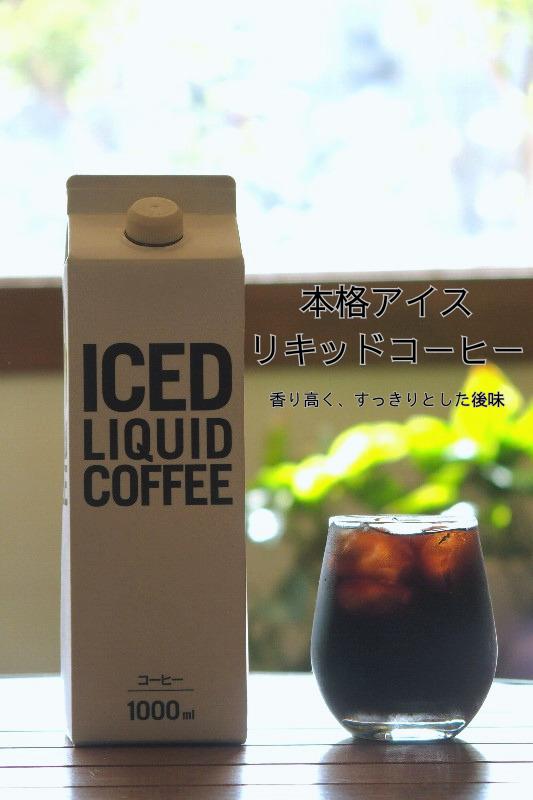 本格アイス
リキッドコーヒー
香り高く、すっきりとした後味
ICED
LIQUID
COFFEE
コーヒー
1000ml